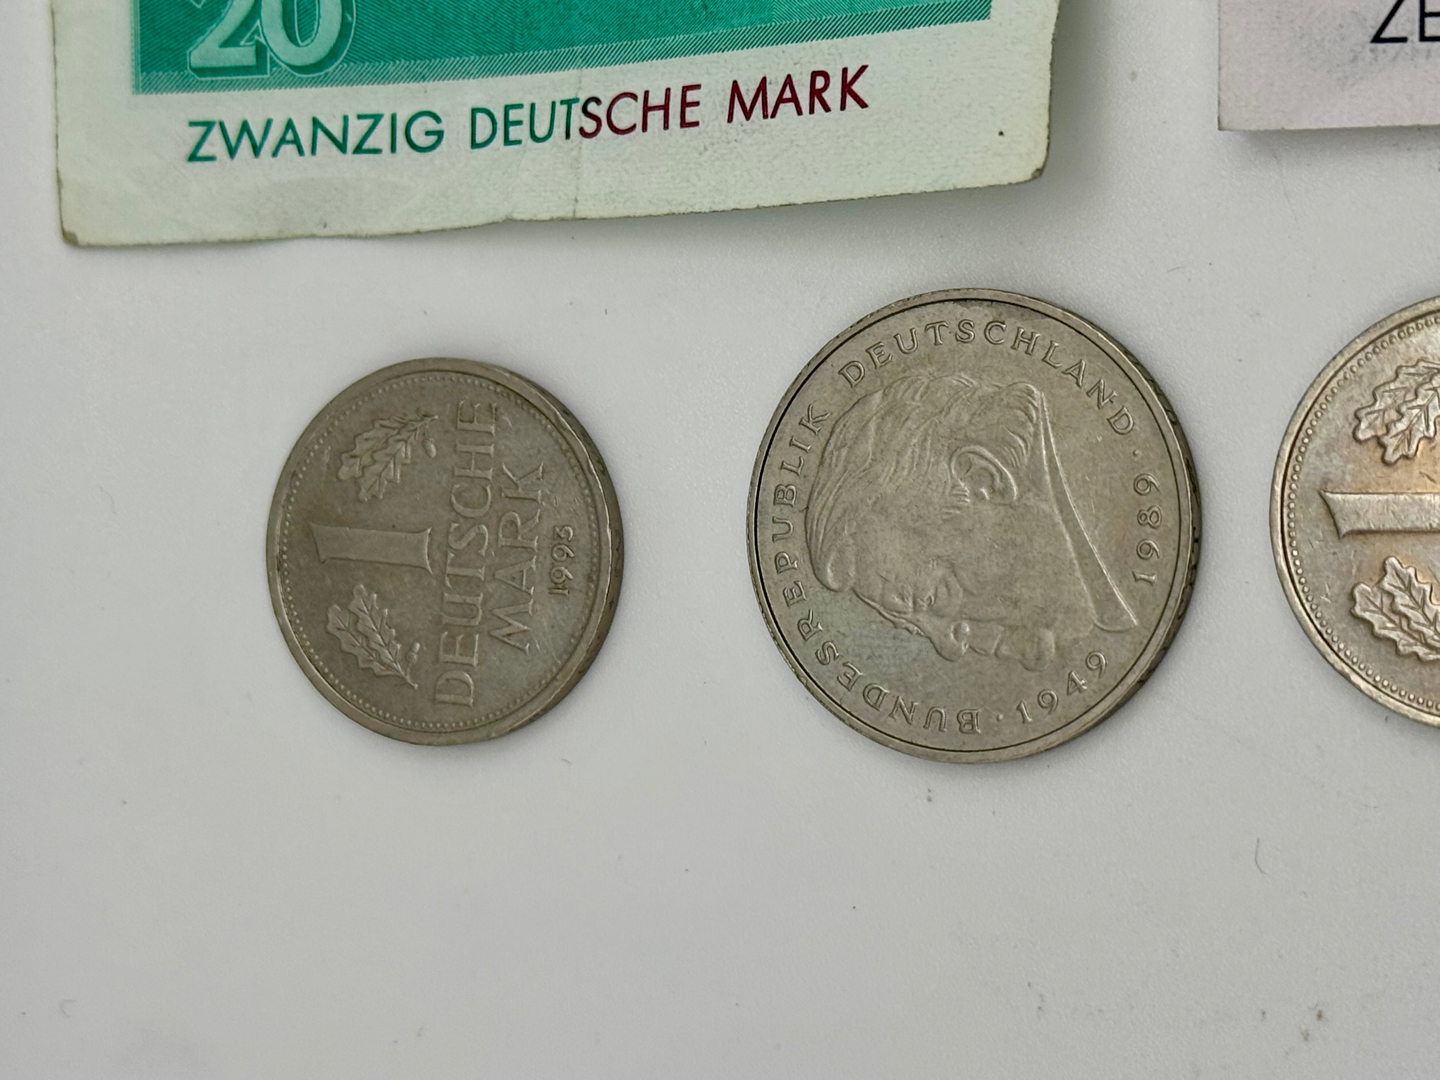 20
ZWANZIG DEUTSCHE MARK
ZE
1
DEUTSCHE
MARK
1993
BUNDESREPUBLIK DEUTSCHLAND · 1989
· 1949
1